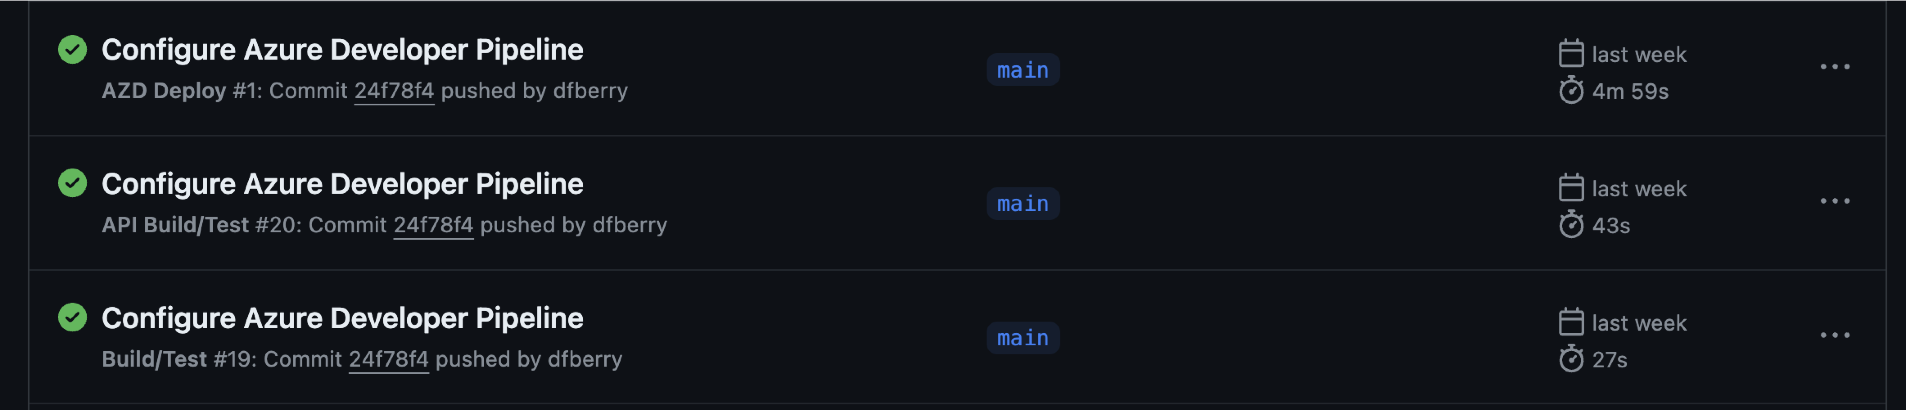 Configure Azure Developer Pipeline
AZD Deploy #1: Commit 24f78f4 pushed by dfberry
main
last week
4m 59s
Configure Azure Developer Pipeline
API Build/Test #20: Commit 24f78f4 pushed by dfberry
main
last week
43s
Configure Azure Developer Pipeline
Build/Test #19: Commit 24f78f4 pushed by dfberry
main
last week
27s